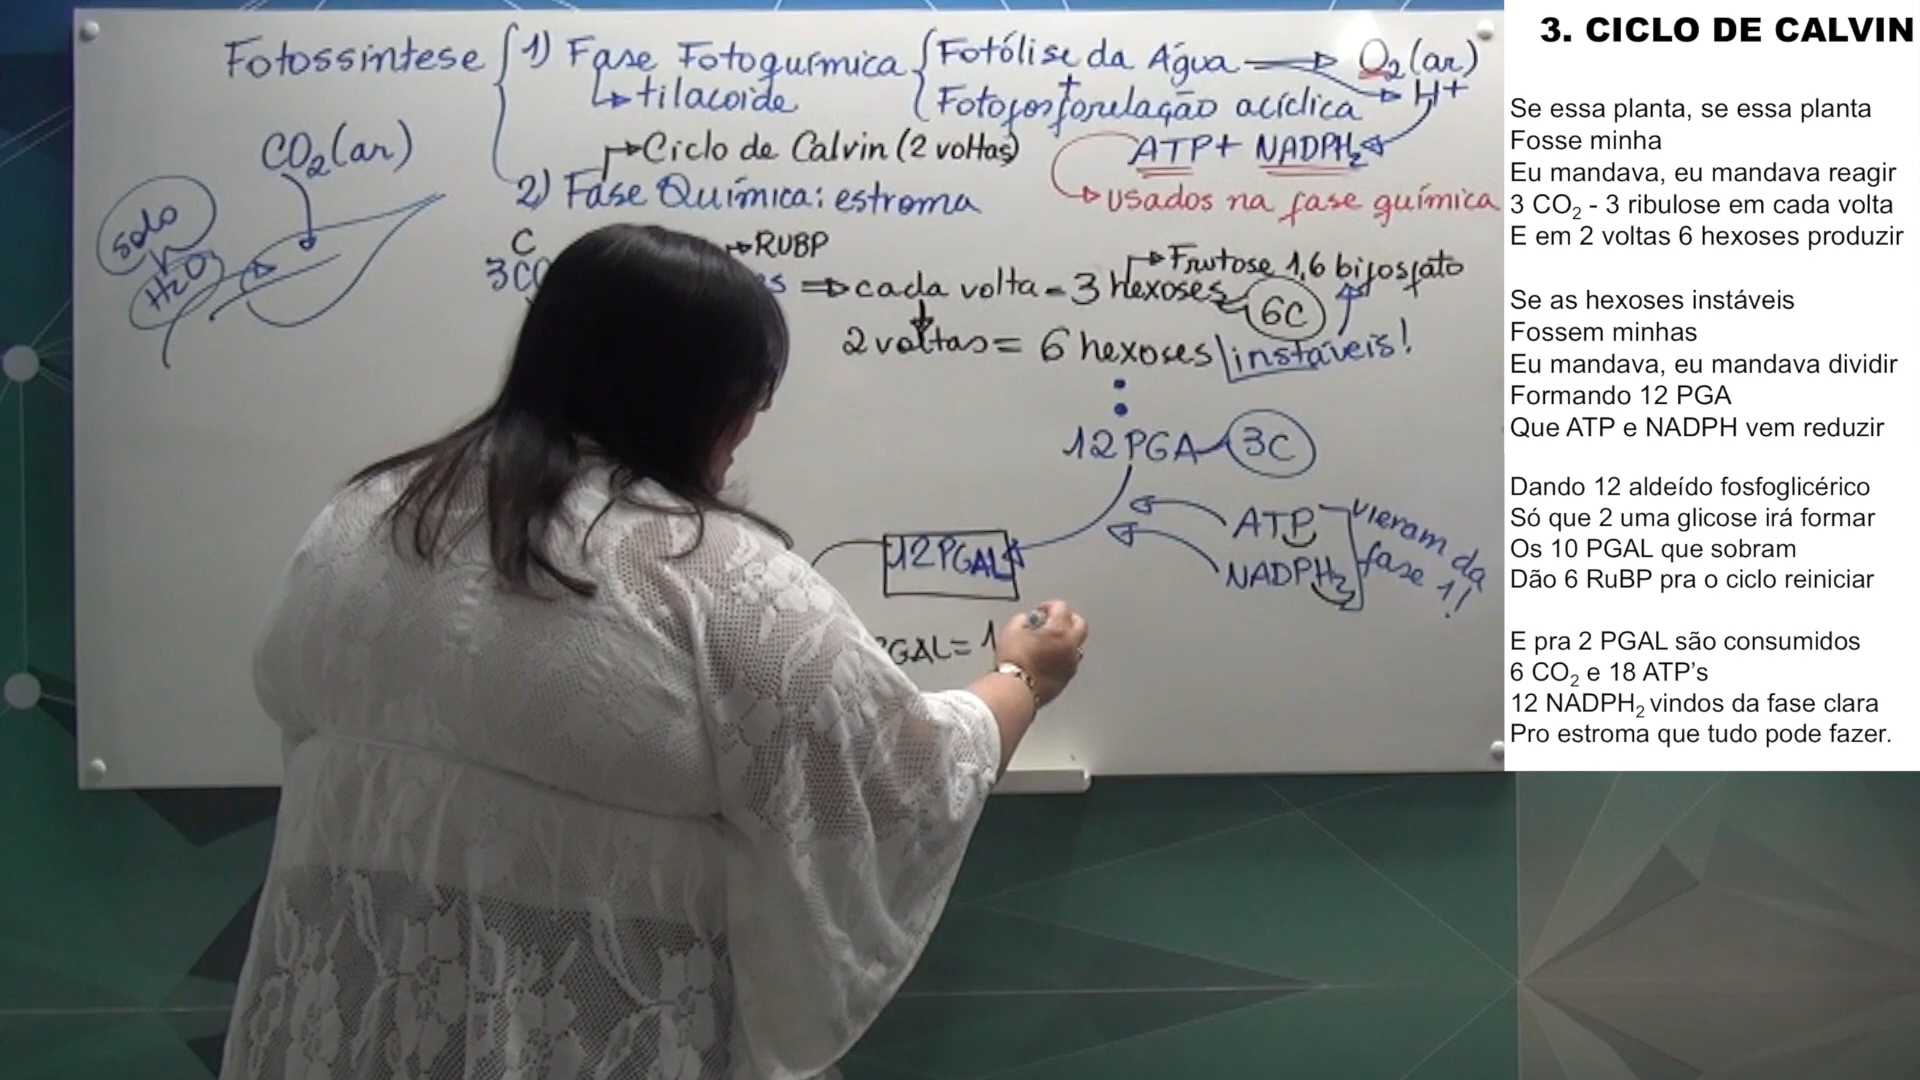 Fotossíntese
1) Fase Fotoquímica
tilacoide
Fotólise da Água
O2(ar)
H+
+
Fotofosforilação acíclica
ATP + NADPH2
usados na fase química
Ciclo de Calvin (2 voltas)
2) Fase Química: estroma
CO2(ar)
solo
H2O
C
RUBP
cada volta = 3 hexoses
6C
Frutose 1,6 bifosfato
2 voltas = 6 hexoses
instáveis!
12 PGA
3C
ATP
NADPH2
vieram da
fase 1!
12 PGAL
PGAL = 1
3. CICLO DE CALVIN
Se essa planta, se essa planta
Fosse minha
Eu mandava, eu mandava reagir
3 CO2 - 3 ribulose em cada volta
E em 2 voltas 6 hexoses produzir
Se as hexoses instáveis
Fossem minhas
Eu mandava, eu mandava dividir
Formando 12 PGA
Que ATP e NADPH vem reduzir
Dando 12 aldeído fosfoglicérico
Só que 2 uma glicose irá formar
Os 10 PGAL que sobram
Dão 6 RuBP pra o ciclo reiniciar
E pra 2 PGAL são consumidos
6 CO2 e 18 ATP’s
12 NADPH2 vindos da fase clara
Pro estroma que tudo pode fazer.